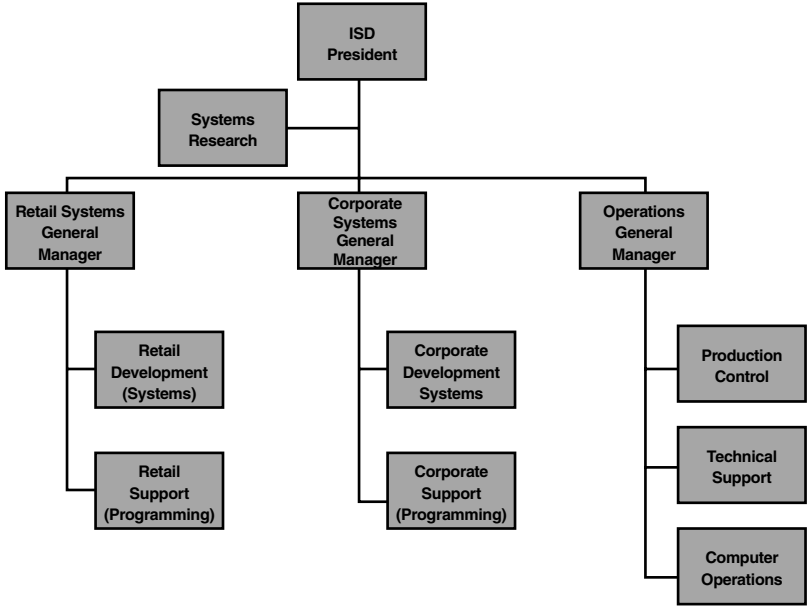 ISD
President
Systems
Research
Retail Systems
General
Manager
Corporate
Systems
General
Manager
Operations
General
Manager
Retail
Development
(Systems)
Corporate
Development
Systems
Production
Control
Retail
Support
(Programming)
Corporate
Support
(Programming)
Technical
Support
Computer
Operations